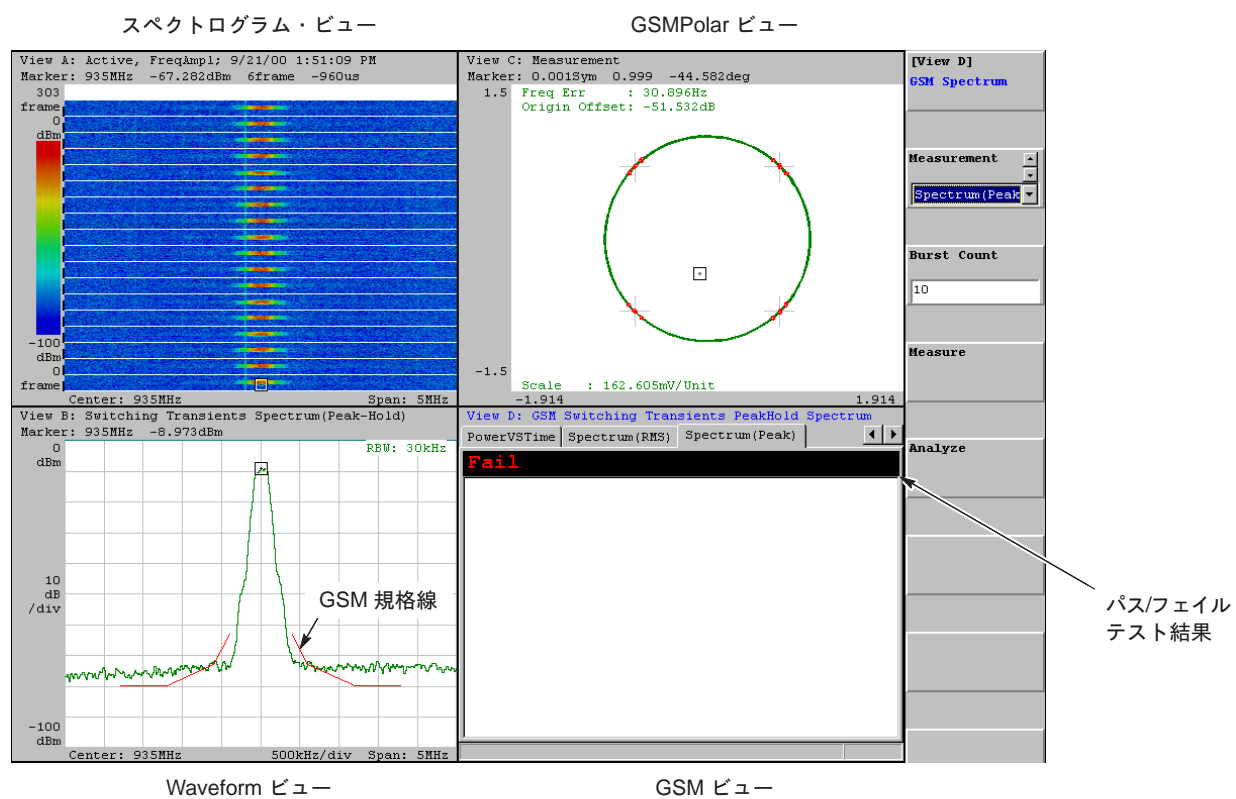 スペクトログラム・ビュー
GSMPolar ビュー
View A: Active, FreqAmpl; 9/21/00 1:51:09 PM
Marker: 935MHz -67.282dBm 6frame -960us
303
frame
0
dBm
-100
dBm
0
frame
Center: 935MHz Span: 5MHz
View C: Measurement
Marker: 0.001Sym 0.999 -44.582deg
1.5
Freq Err : 30.896Hz
Origin Offset: -51.532dB
-1.5
Scale : 162.605mV/Unit
-1.914 1.914
View B: Switching Transients Spectrum(Peak-Hold)
Marker: 935MHz -8.973dBm
0
dBm
RBW: 30kHz
10
dB
/div
GSM 規格線
-100
dBm
Center: 935MHz 500kHz/div Span: 5MHz
View D: GSM Switching Transients PeakHold Spectrum
PowerVSTime Spectrum(RMS) Spectrum(Peak)
Fail
[View D]
GSM Spectrum
Measurement
Spectrum(Peak
Burst Count
10
Measure
Analyze
パス/フェイル
テスト結果
Waveform ビュー
GSM ビュー